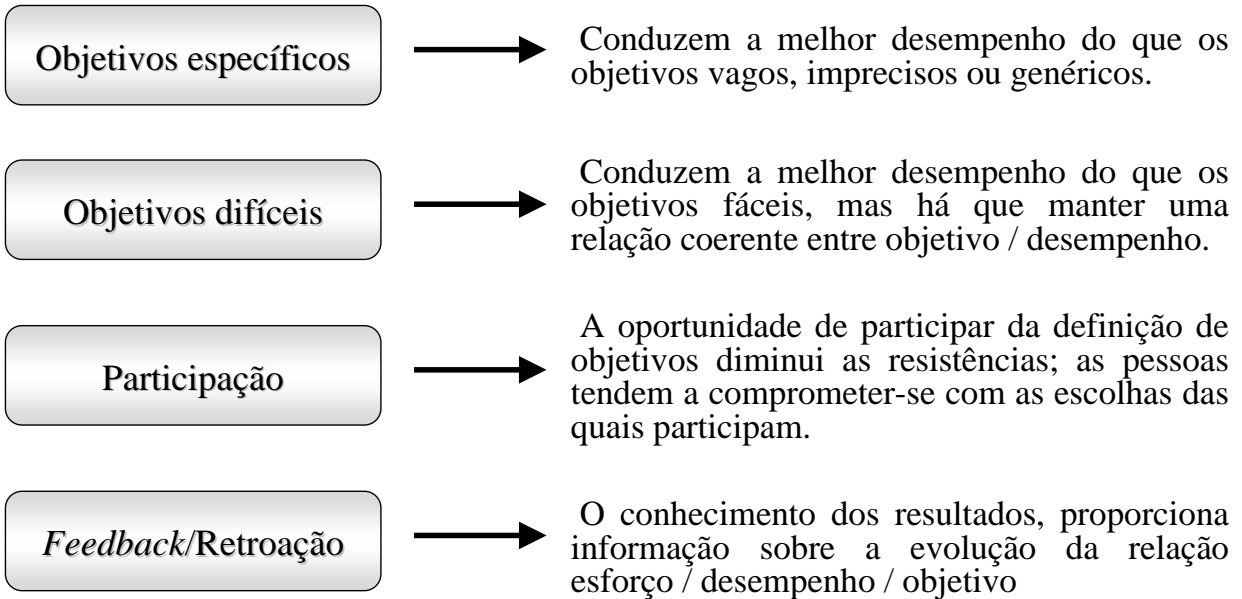 Objetivos específicos
Conduzem a melhor desempenho do que os
objetivos vagos, imprecisos ou genéricos.
Objetivos difíceis
Conduzem a melhor desempenho do que os
objetivos fáceis, mas há que manter uma
relação coerente entre objetivo / desempenho.
Participação
A oportunidade de participar da definição de
objetivos diminui as resistências; as pessoas
tendem a comprometer-se com as escolhas das
quais participam.
Feedback/Retroação
O conhecimento dos resultados, proporciona
informação sobre a evolução da relação
esforço / desempenho / objetivo